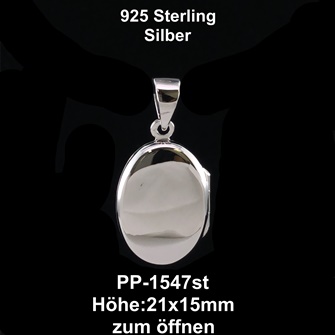 925 Sterling
Silber
PP-1547st
Höhe:21x15mm
zum öffnen